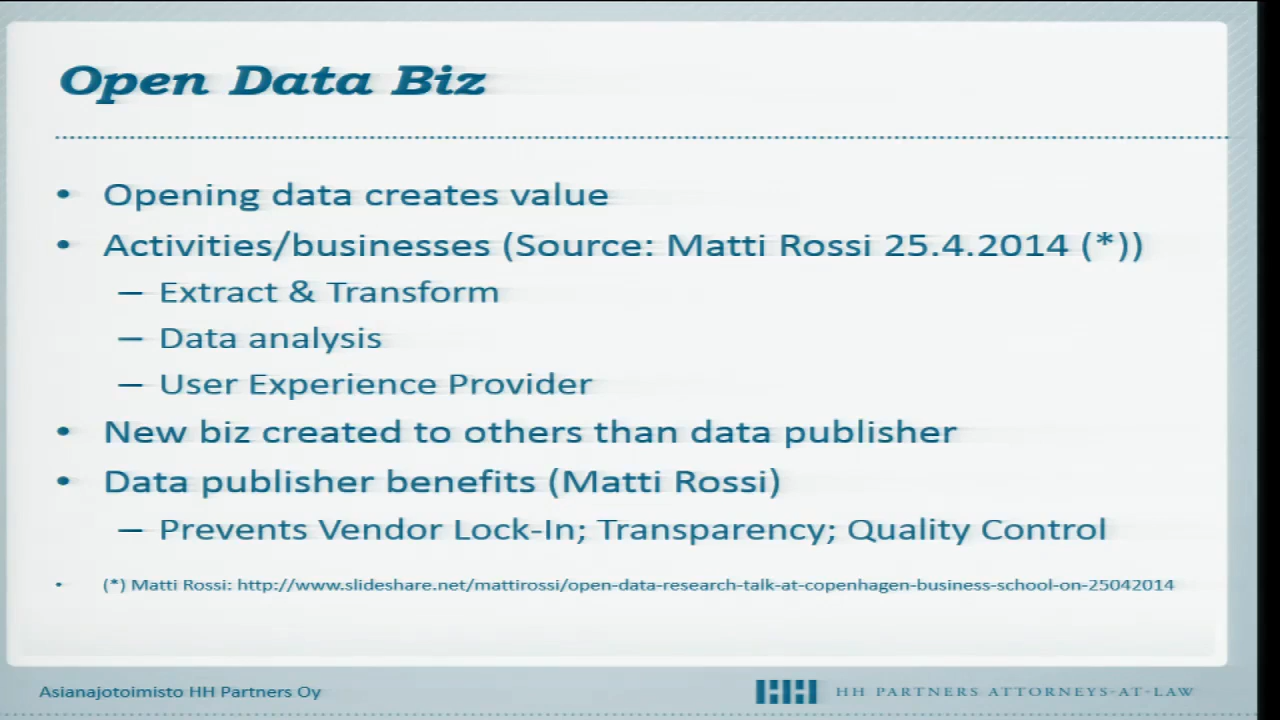 Open Data Biz
• Opening data creates value
• Activities/businesses (Source: Matti Rossi 25.4.2014 (*))
– Extract & Transform
– Data analysis
– User Experience Provider
• New biz created to others than data publisher
• Data publisher benefits (Matti Rossi)
– Prevents Vendor Lock-In; Transparency; Quality Control
• (*) Matti Rossi: http://www.slideshare.net/mattirossi/open-data-research-talk-at-copenhagen-business-school-on-25042014
Asianajotoimisto HH Partners Oy
HH HH PARTNERS ATTORNEYS-AT-LAW